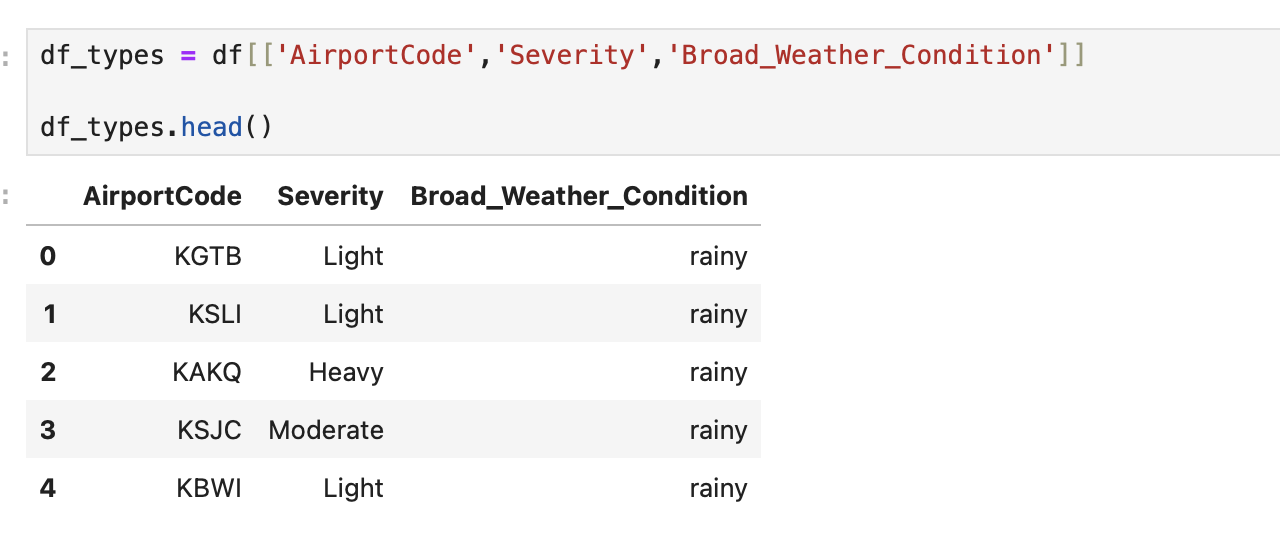 df_types = df[['AirportCode','Severity','Broad_Weather_Condition']]
df_types.head()
AirportCode Severity Broad_Weather_Condition
0 KGTB Light rainy
1 KSLI Light rainy
2 KAKQ Heavy rainy
3 KSJC Moderate rainy
4 KBWI Light rainy